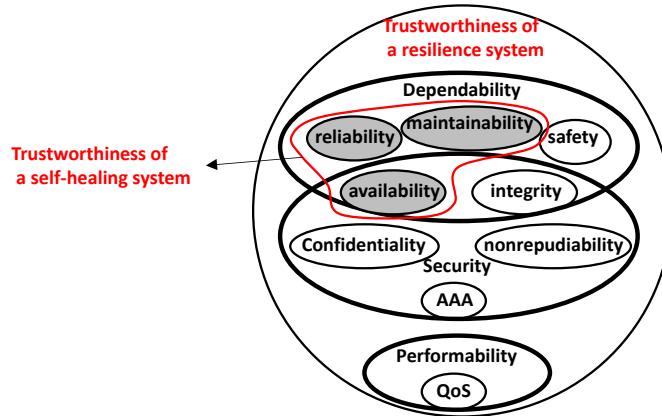 Trustworthiness of
a resilience system
Dependability
maintainability
reliability
safety
Trustworthiness of
a self-healing system
availability
integrity
Confidentiality
nonrepudiability
Security
AAA
Performability
QoS